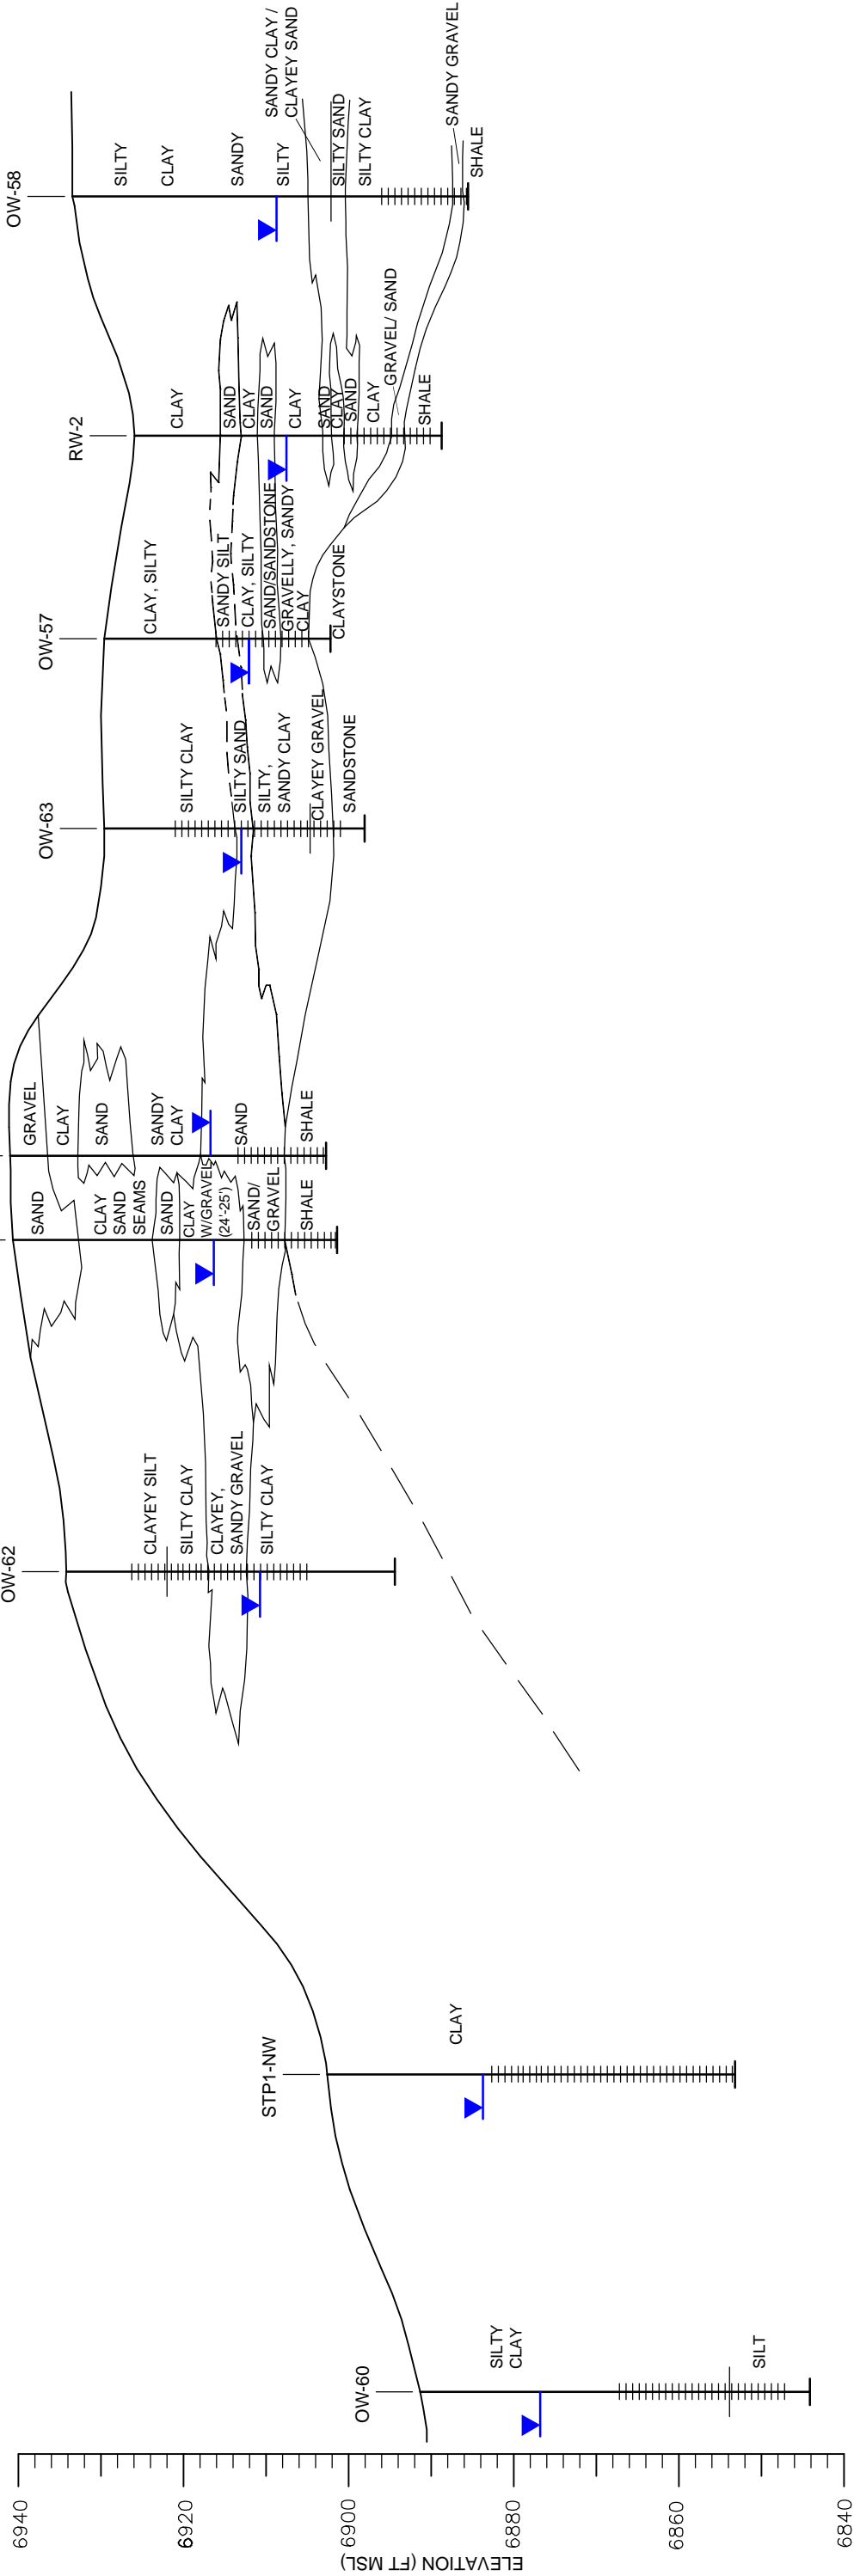 6940
6920
6900
6880
6860
6840
ELEVATION (FT MSL)
OW-60
SILTY
CLAY
SILT
STP1-NW
CLAY
OW-62
CLAYEY SILT
SILTY CLAY
CLAYEY,
SANDY GRAVEL
SILTY CLAY
SAND
CLAY
SAND
SEAMS
SAND
CLAY
W/GRAVEL
(24'-25')
SAND/
GRAVEL
SHALE
GRAVEL
CLAY
SAND
SANDY
CLAY
SAND
SHALE
OW-63
SILTY CLAY
SILTY SAND
SILTY,
SANDY CLAY
CLAYEY GRAVEL
SANDSTONE
OW-57
CLAY, SILTY
SANDY SILT
CLAY, SILTY
SAND/SANDSTONE
GRAVELLY, SANDY
CLAY
CLAYSTONE
RW-2
CLAY
SAND
CLAY
SAND
CLAY
SAND
CLAY
SAND
CLAY
GRAVEL/ SAND
SHALE
OW-58
SILTY
CLAY
SANDY
SILTY
SANDY CLAY /
CLAYEY SAND
SILTY SAND
SILTY CLAY
SANDY GRAVEL
SHALE